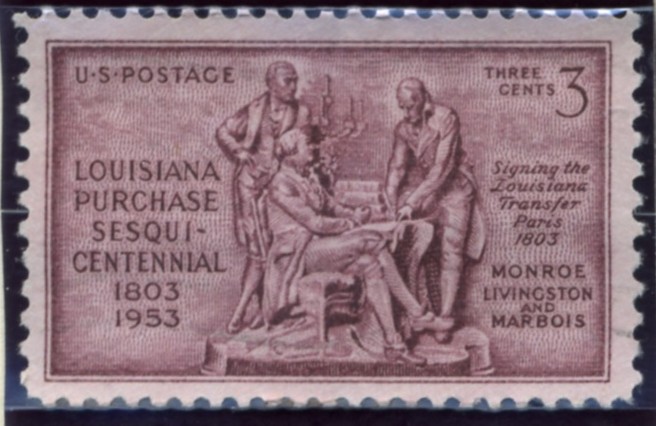 U·S·POSTAGE
THREE
CENTS 3
LOUISIANA
PURCHASE
SESQUI-
CENTENNIAL
1803
1953
Signing the
Louisiana
Transfer
Paris
1803
MONROE
LIVINGSTON
AND
MARBOIS